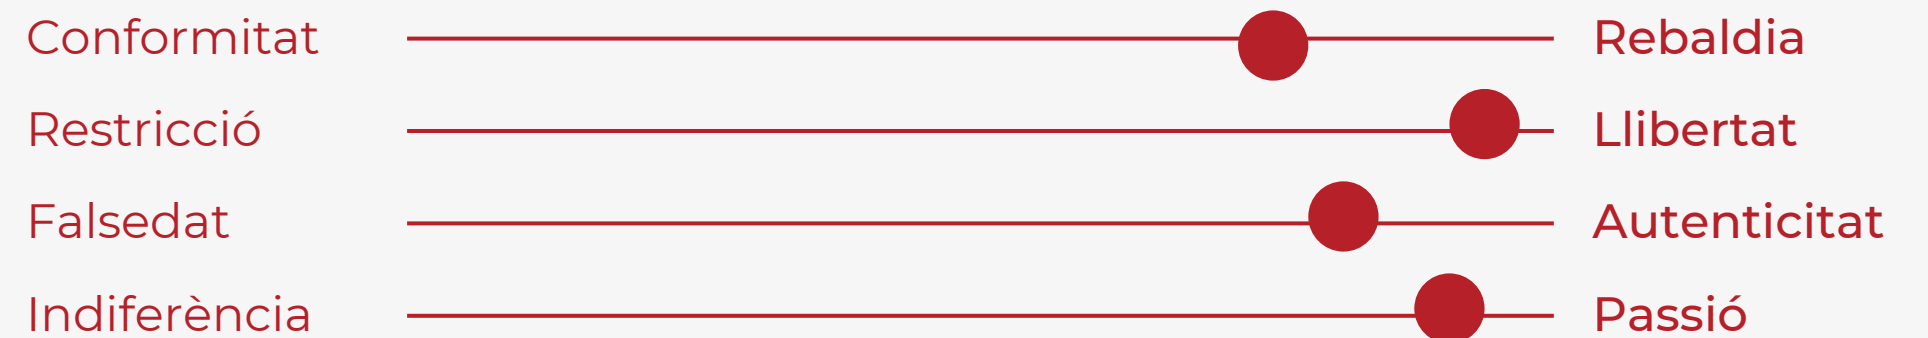 Conformitat Rebaldia
Restricció Llibertat
Falsedat Autenticitat
Indiferència Passió